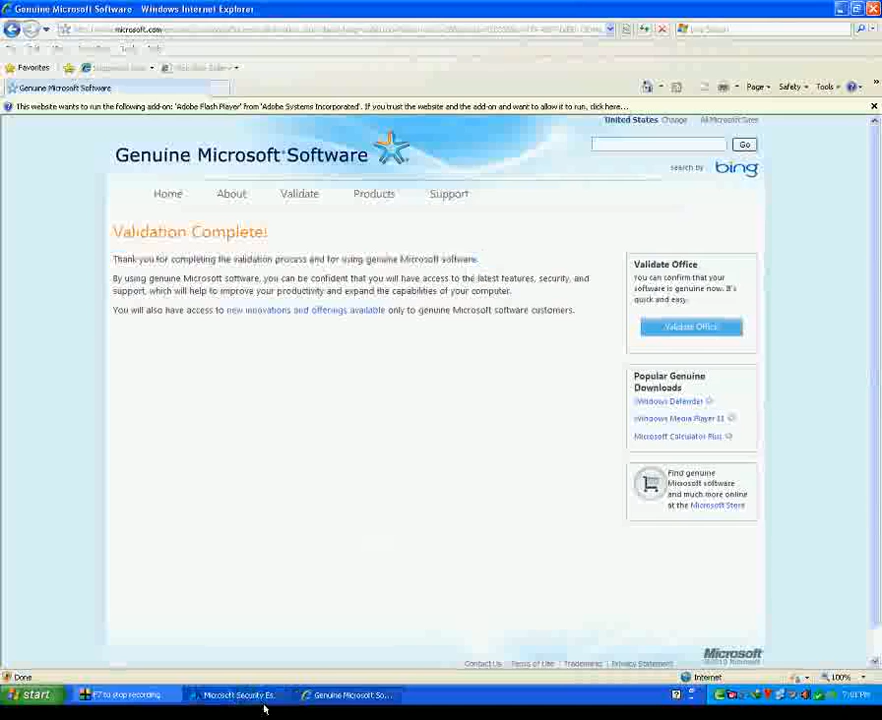 Genuine Microsoft Software - Windows Internet Explorer
microsoft.com
Favorites
Genuine Microsoft Software
Page Safety Tools
This website wants to run the following add-on: 'Adobe Flash Player' from 'Adobe Systems Incorporated'. If you trust the website and the add-on and want to allow it to run, click here...
United States Change All Microsoft Sites
Genuine Microsoft Software
Go
search by bing
Home About Validate Products Support
Validation Complete!
Thank you for completing the validation process and for using genuine Microsoft software.
By using genuine Microsoft software, you can be confident that you will have access to the latest features, security, and
support, which will help to improve your productivity and expand the capabilities of your computer.
You will also have access to new innovations and offerings available only to genuine Microsoft software customers.
Validate Office
You can confirm that your
software is genuine now. It's
quick and easy.
Validate Office
Popular Genuine
Downloads
Windows Defender
Windows Media Player 11
Microsoft Calculator Plus
Find genuine
Microsoft software
and much more online
at the Microsoft Store
Microsoft
Contact Us Terms of Use Trademarks Privacy Statement
Done
Internet
100%
start
F7 to stop recording
Microsoft Security Es...
Genuine Microsoft So...
7:01 PM